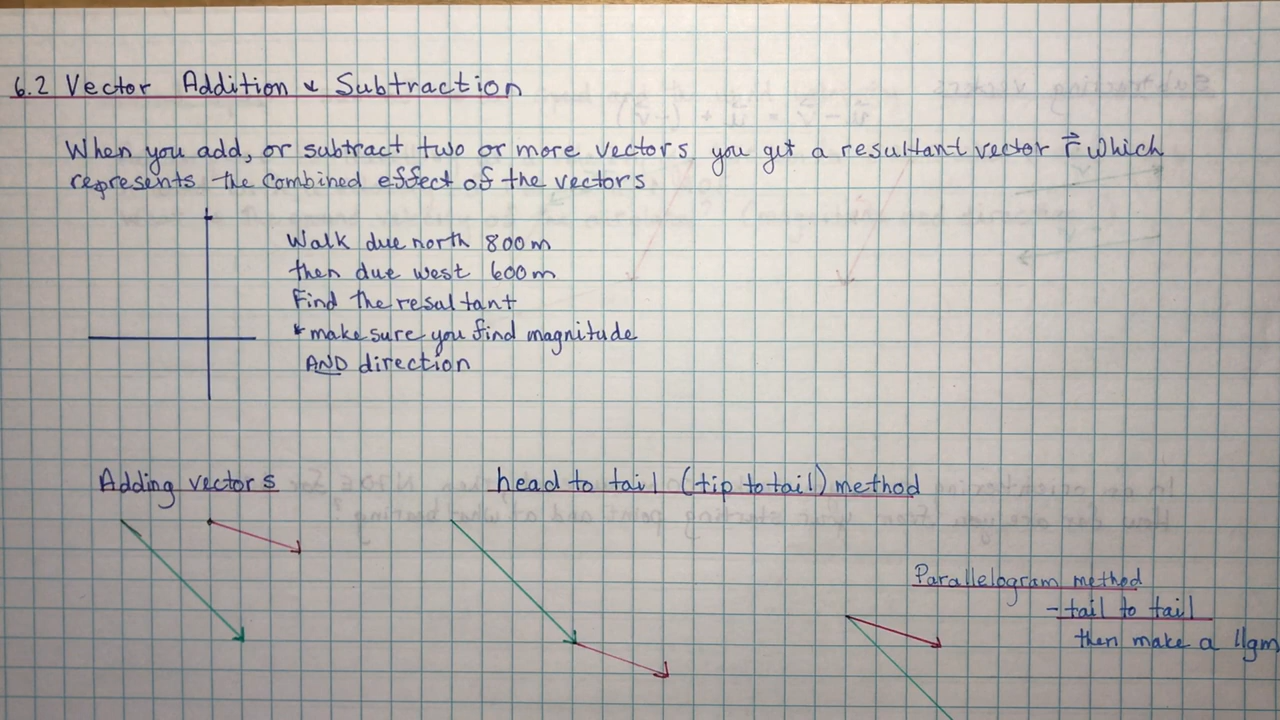 6.2 Vector Addition & Subtraction
When you add, or subtract two or more vectors you get a resultant vector r⃗ which
represents the combined effect of the vectors
Walk due north 800m
then due west 600m
Find the resultant
* make sure you find magnitude
AND direction
Adding vectors
head to tail (tip to tail) method
Parallelogram method
- tail to tail
then make a llgm